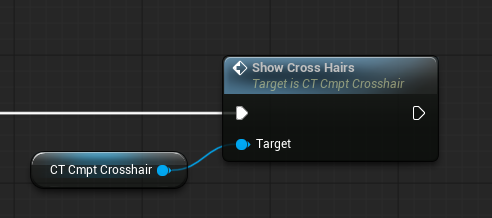 Show Cross Hairs
Target is CT Cmpt Crosshair
Target
CT Cmpt Crosshair